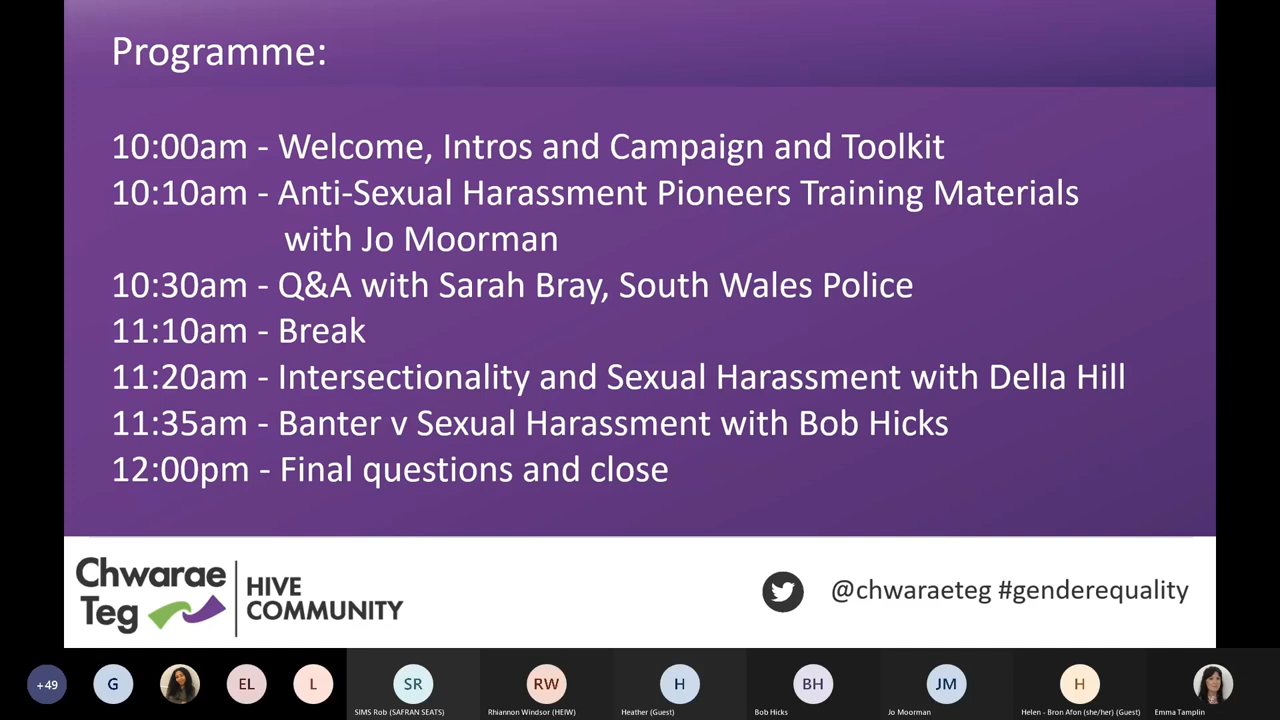 Programme:
10:00am - Welcome, Intros and Campaign and Toolkit
10:10am - Anti-Sexual Harassment Pioneers Training Materials
with Jo Moorman
10:30am - Q&A with Sarah Bray, South Wales Police
11:10am - Break
11:20am - Intersectionality and Sexual Harassment with Della Hill
11:35am - Banter v Sexual Harassment with Bob Hicks
12:00pm - Final questions and close
Chwarae
Teg
HIVE
COMMUNITY
@chwaraeteg #genderequality
+49
G
EL
L
SR
RW
H
BH
JM
H
SIMS Rob (SAFRAN SEATS)
Rhiannon Windsor (HEIW)
Heather (Guest)
Bob Hicks
Jo Moorman
Helen - Bron Afon (she/her) (Guest)
Emma Tamplin